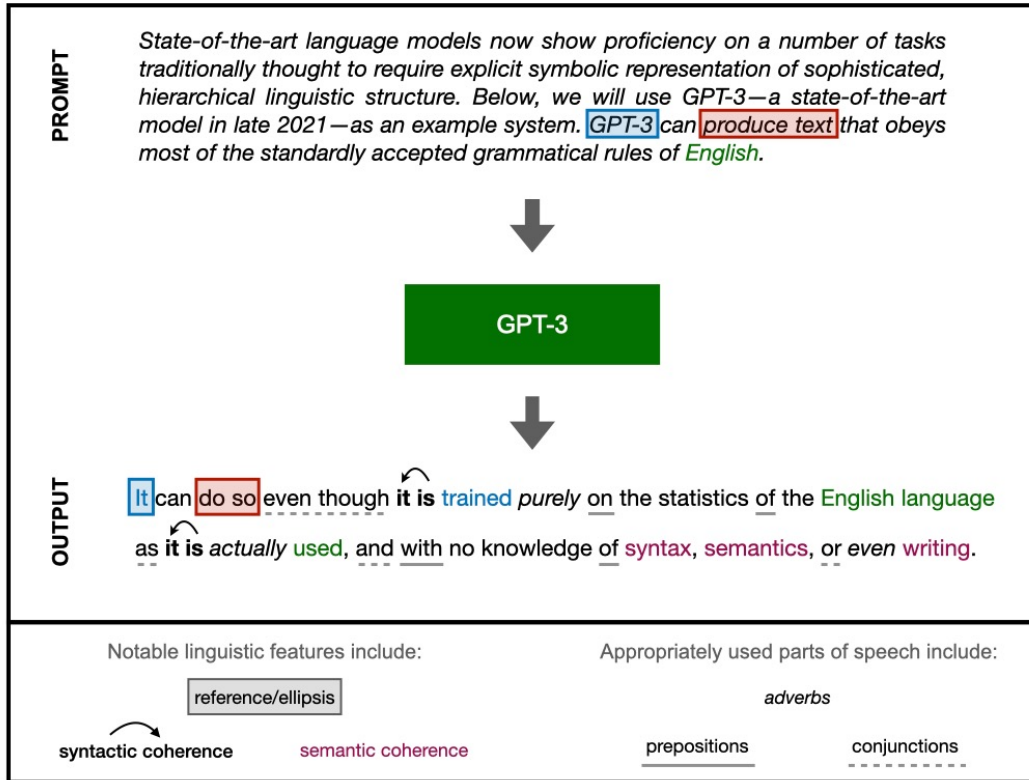 PROMPT
State-of-the-art language models now show proficiency on a number of tasks
traditionally thought to require explicit symbolic representation of sophisticated,
hierarchical linguistic structure. Below, we will use GPT-3—a state-of-the-art
model in late 2021—as an example system. GPT-3 can produce text that obeys
most of the standardly accepted grammatical rules of English.
GPT-3
OUTPUT
It can do so even though it is trained purely on the statistics of the English language
as it is actually used, and with no knowledge of syntax, semantics, or even writing.
Notable linguistic features include:
reference/ellipsis
syntactic coherence
semantic coherence
Appropriately used parts of speech include:
adverbs
prepositions
conjunctions